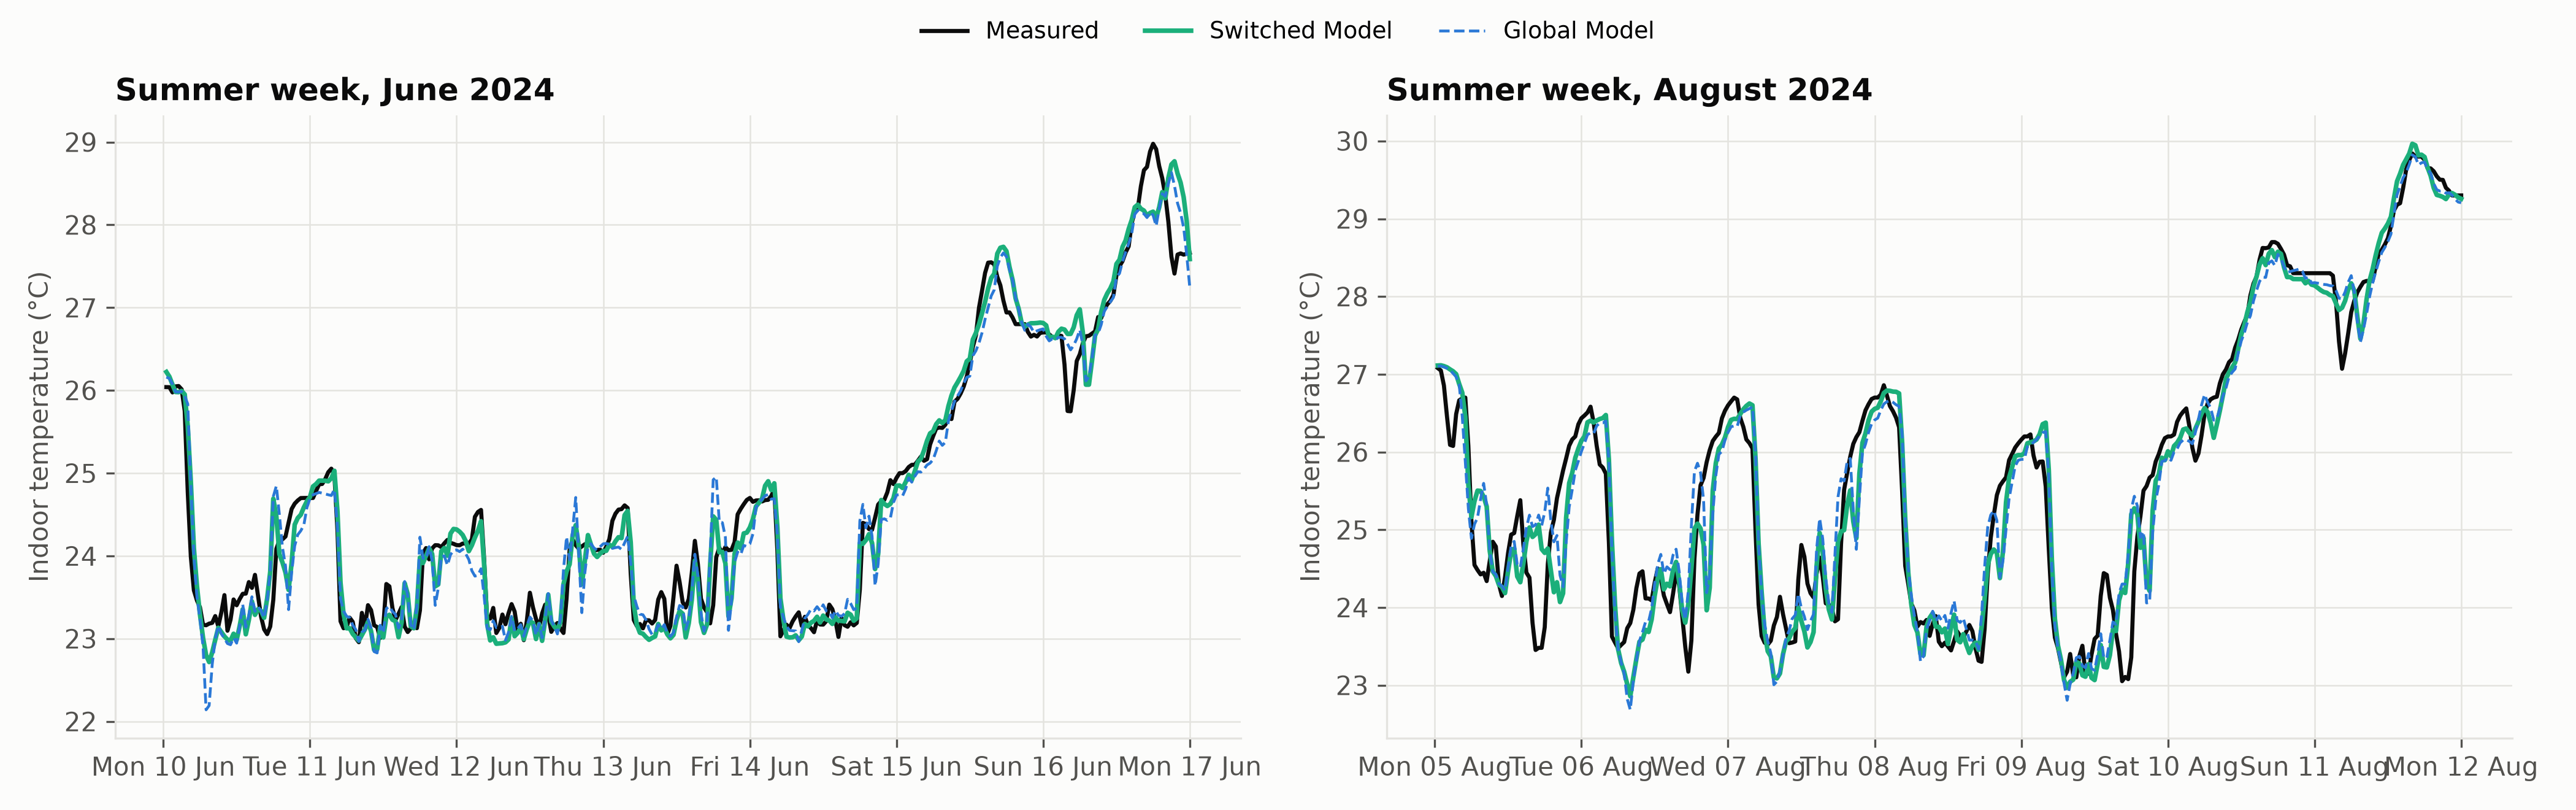 Measured Switched Model Global Model
Summer week, June 2024
Indoor temperature (°C)
29
28
27
26
25
24
23
22
Mon 10 Jun Tue 11 Jun Wed 12 Jun Thu 13 Jun Fri 14 Jun Sat 15 Jun Sun 16 Jun Mon 17 Jun
Summer week, August 2024
Indoor temperature (°C)
30
29
28
27
26
25
24
23
Mon 05 Aug Tue 06 Aug Wed 07 Aug Thu 08 Aug Fri 09 Aug Sat 10 Aug Sun 11 Aug Mon 12 Aug